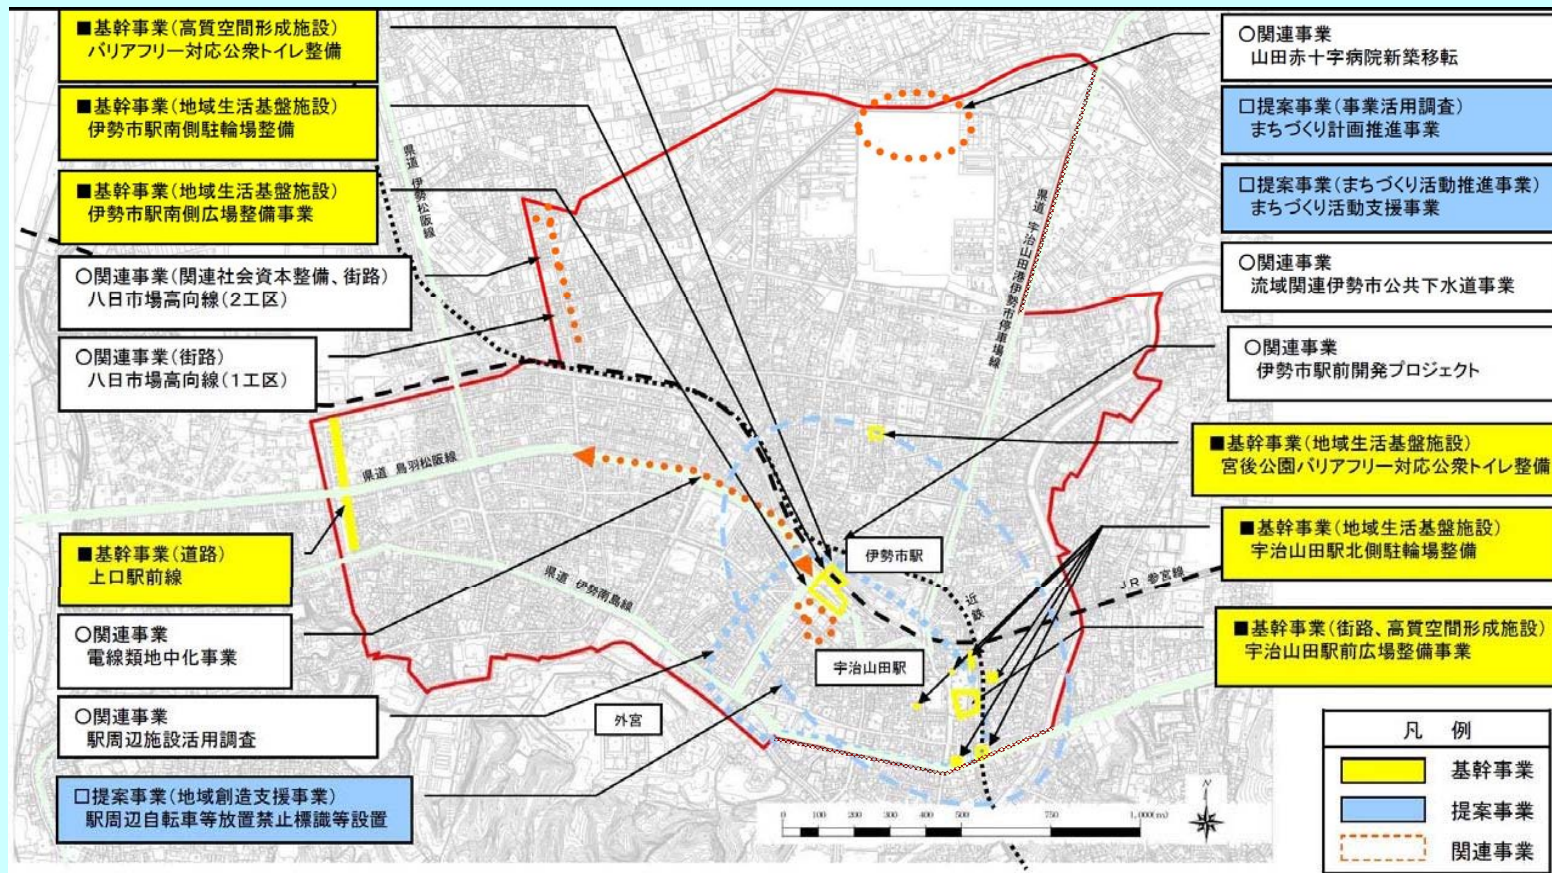 ■基幹事業(高質空間形成施設)
バリアフリー対応公衆トイレ整備
■基幹事業(地域生活基盤施設)
伊勢市駅南側駐輪場整備
■基幹事業(地域生活基盤施設)
伊勢市駅南側広場整備事業
○関連事業(関連社会資本整備、街路)
八日市場高向線(2工区)
○関連事業(街路)
八日市場高向線(1工区)
■基幹事業(道路)
上口駅前線
○関連事業
電線類地中化事業
○関連事業
駅周辺施設活用調査
□提案事業(地域創造支援事業)
駅周辺自転車等放置禁止標識等設置
県道 伊勢松阪線
県道 鳥羽松阪線
県道 伊勢南島線
県道 宇治山田港伊勢市停車場線
伊勢市駅
宇治山田駅
外宮
近鉄
JR 参宮線
○関連事業
山田赤十字病院新築移転
□提案事業(事業活用調査)
まちづくり計画推進事業
□提案事業(まちづくり活動推進事業)
まちづくり活動支援事業
○関連事業
流域関連伊勢市公共下水道事業
○関連事業
伊勢市駅前開発プロジェクト
■基幹事業(地域生活基盤施設)
宮後公園バリアフリー対応公衆トイレ整備
■基幹事業(地域生活基盤施設)
宇治山田駅北側駐輪場整備
■基幹事業(街路、高質空間形成施設)
宇治山田駅前広場整備事業
凡 例
基幹事業
提案事業
関連事業
0 100 200 300 400 500 750 1,000(m)
N